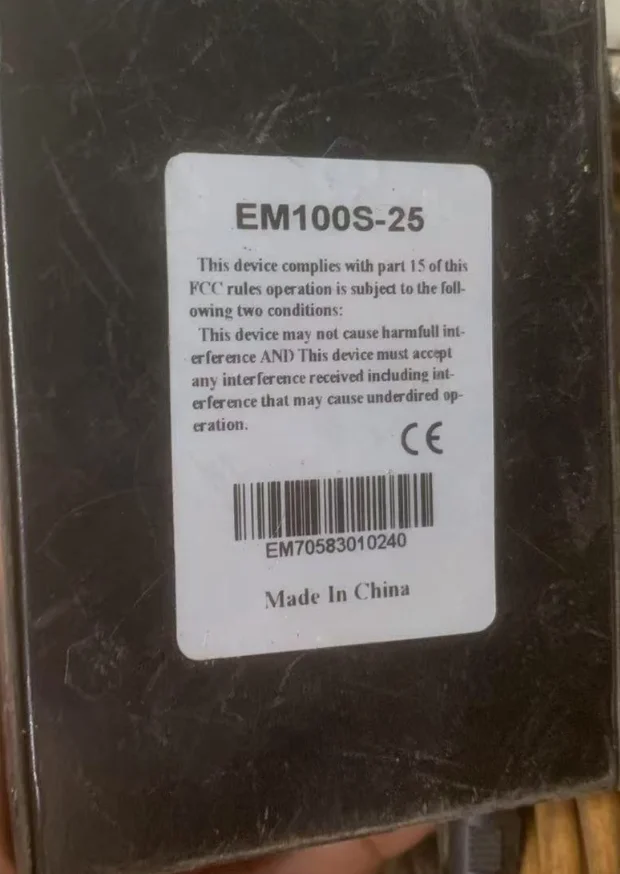 EM100S-25
This device complies with part 15 of this
FCC rules operation is subject to the fol-
owing two conditions:
This device may not cause harmfull int-
erference AND This device must accept
any interference received including int-
erference that may cause underdired op-
eration.
CE
EM70583010240
Made In China